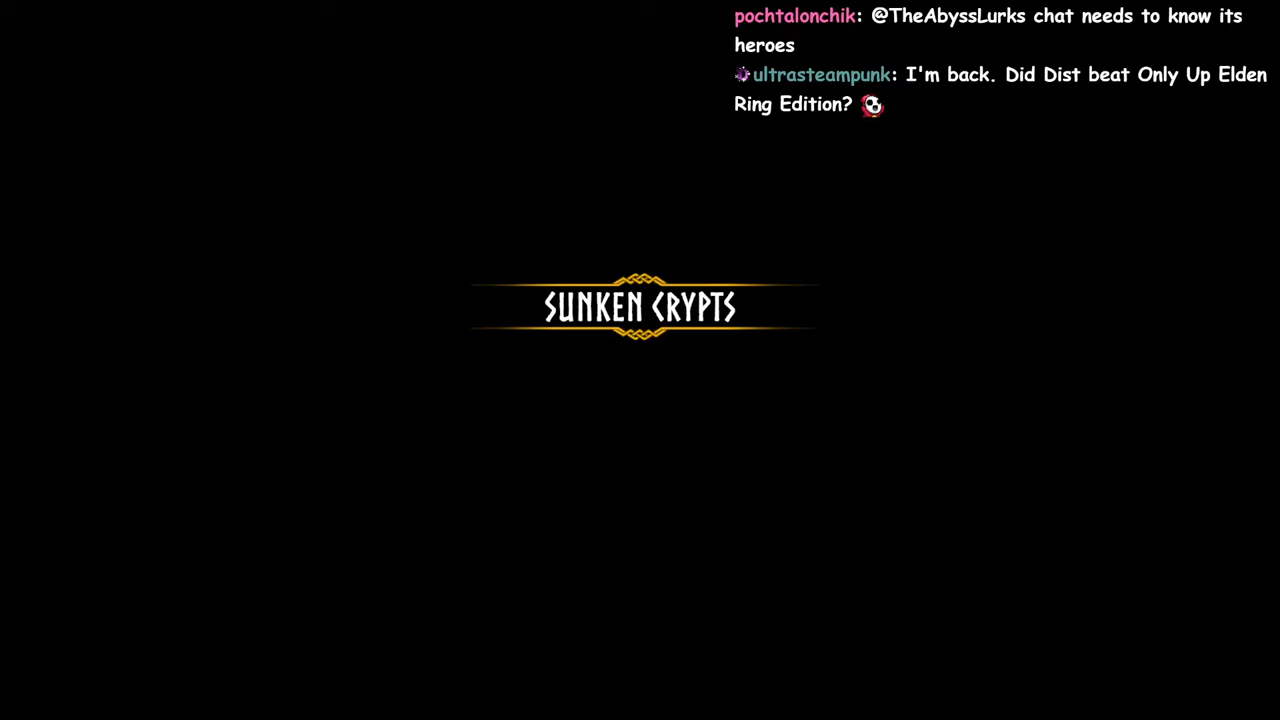 pochtalonchik: @TheAbyssLurks chat needs to know its
heroes
ultrasteampunk: I'm back. Did Dist beat Only Up Elden
Ring Edition?
SUNKEN CRYPTS